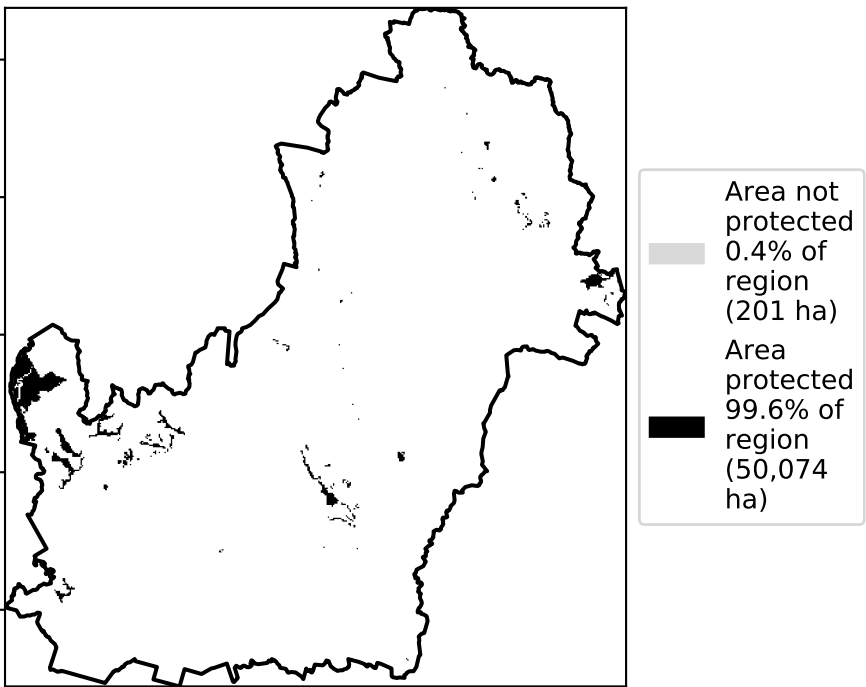 Area not
protected
0.4% of
region
(201 ha)
Area
protected
99.6% of
region
(50,074
ha)